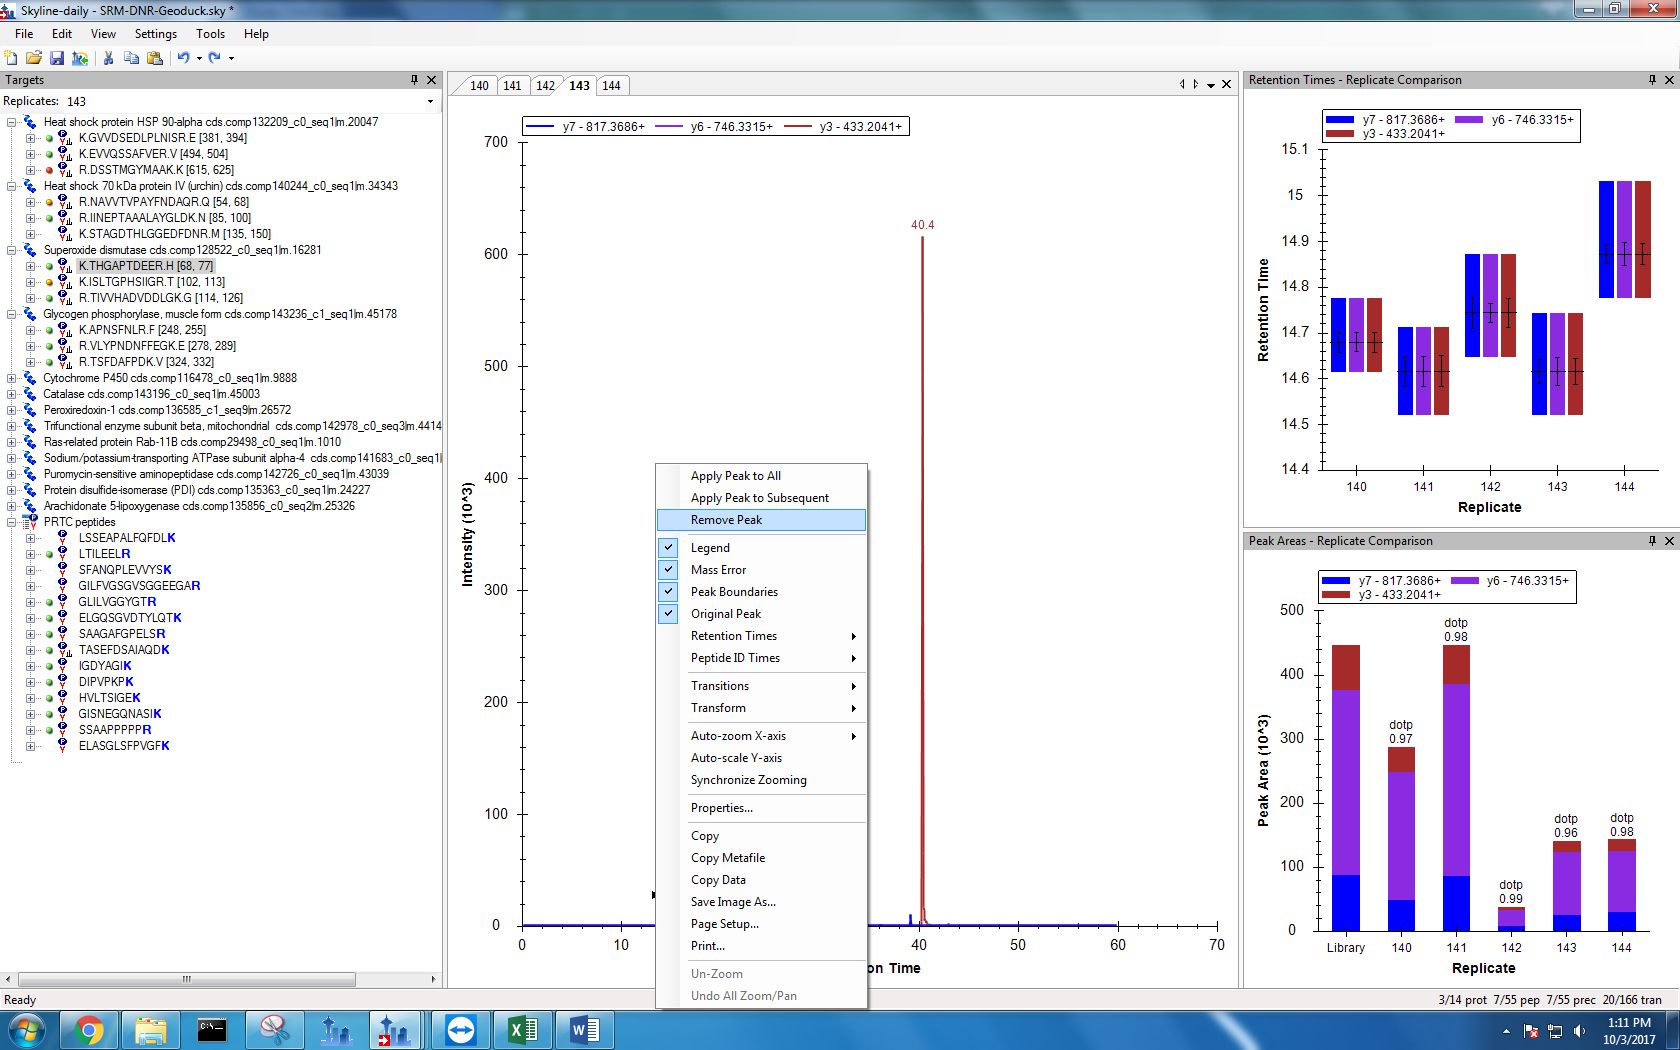 Skyline-daily - SRM-DNR-Geoduck.sky *
File Edit View Settings Tools Help
Targets
Replicates: 143
Heat shock protein HSP 90-alpha cds.comp132209_c0_seq1|m.20047
K.GVVDSEDLPLNISR.E [381, 394]
K.EVVQSSAFVER.V [494, 504]
R.DSSTMGYMAAK.K [615, 625]
Heat shock 70 kDa protein IV (urchin) cds.comp140244_c0_seq1|m.34343
R.NAVVTVPAYFNDAQR.Q [54, 68]
R.IINEPTAAALAYGLDK.N [85, 100]
K.STAGDTHLGGEDFDNR.M [135, 150]
Superoxide dismutase cds.comp128522_c0_seq1|m.16281
K.THGAPTDEER.H [68, 77]
K.ISLTGPHSIIGR.T [102, 113]
R.TIVVHADVDDLGK.G [114, 126]
Glycogen phosphorylase, muscle form cds.comp143236_c1_seq1|m.45178
K.APNSFNLR.F [248, 255]
R.VLYPNDNFFEGK.E [278, 289]
R.TSFDAFPDK.V [324, 332]
Cytochrome P450 cds.comp116478_c0_seq1|m.9888
Catalase cds.comp143196_c0_seq1|m.45003
Peroxiredoxin-1 cds.comp136585_c1_seq9|m.26572
Trifunctional enzyme subunit beta, mitochondrial cds.comp142978_c0_seq3|m.4414
Ras-related protein Rab-11B cds.comp29498_c0_seq1|m.1010
Sodium/potassium-transporting ATPase subunit alpha-4 cds.comp141683_c0_seq1|
Puromycin-sensitive aminopeptidase cds.comp142726_c0_seq1|m.43039
Protein disulfide-isomerase (PDI) cds.comp135363_c0_seq1|m.24227
Arachidonate 5-lipoxygenase cds.comp135856_c0_seq2|m.25326
PRTC peptides
LSSEAPALFQFDLK
LTILEELR
SFANQPLEVVYSK
GILFVGSGVSGGEEGAR
GLILVGGYGTR
ELGQSGVDTYLQTK
SAAGAFGPELSR
TASEFDSAIAQDK
IGDYAGIK
DIPVPKPK
HVLTSIGEK
GISNEGQNASIK
SSAAPPPPPR
ELASGLSFPVGFK
140 141 142 143 144
y7 - 817.3686+ y6 - 746.3315+ y3 - 433.2041+
700
600
500
400
300
200
100
0
Intensity (10^3)
40.4
0 10 40 50 60 70
on Time
Apply Peak to All
Apply Peak to Subsequent
Remove Peak
Legend
Mass Error
Peak Boundaries
Original Peak
Retention Times
Peptide ID Times
Transitions
Transform
Auto-zoom X-axis
Auto-scale Y-axis
Synchronize Zooming
Properties...
Copy
Copy Metafile
Copy Data
Save Image As...
Page Setup...
Print...
Un-Zoom
Undo All Zoom/Pan
Retention Times - Replicate Comparison
y7 - 817.3686+ y6 - 746.3315+
y3 - 433.2041+
15.1
15
14.9
14.8
14.7
14.6
14.5
14.4
Retention Time
140 141 142 143 144
Replicate
Peak Areas - Replicate Comparison
y7 - 817.3686+ y6 - 746.3315+
y3 - 433.2041+
500
400
300
200
100
0
Peak Area (10^3)
dotp
0.97
dotp
0.98
dotp
0.99
dotp
0.96
dotp
0.98
Library 140 141 142 143 144
Replicate
Ready
3/14 prot 7/55 pep 7/55 prec 20/166 tran
1:11 PM
10/3/2017